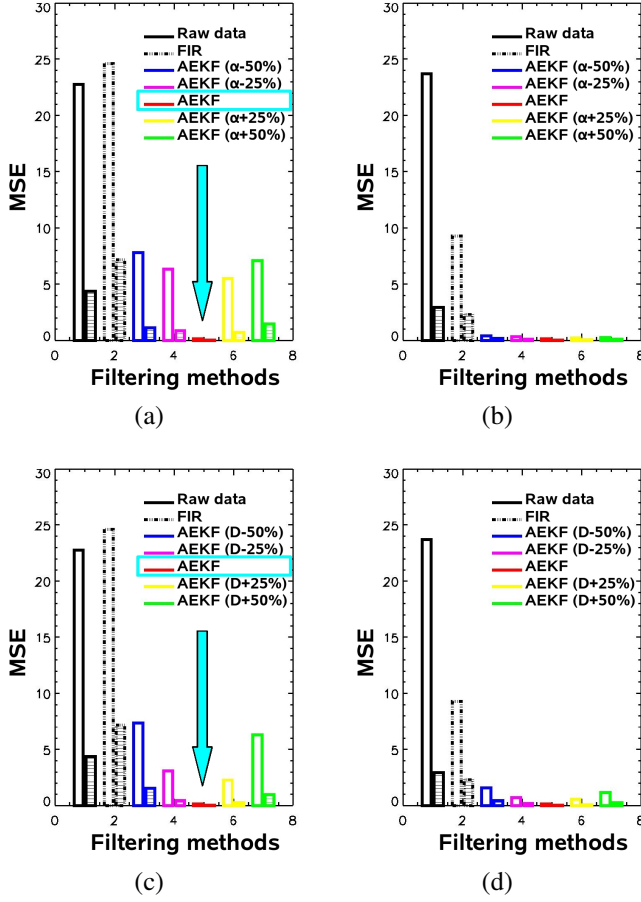 30
25
20
15
10
5
0
MSE
Raw data
FIR
AEKF (α-50%)
AEKF (α-25%)
AEKF
AEKF (α+25%)
AEKF (α+50%)
0 2 4 6 8
Filtering methods
(a)
30
25
20
15
10
5
0
MSE
Raw data
FIR
AEKF (α-50%)
AEKF (α-25%)
AEKF
AEKF (α+25%)
AEKF (α+50%)
0 2 4 6 8
Filtering methods
(b)
30
25
20
15
10
5
0
MSE
Raw data
FIR
AEKF (D-50%)
AEKF (D-25%)
AEKF
AEKF (D+25%)
AEKF (D+50%)
0 2 4 6 8
Filtering methods
(c)
30
25
20
15
10
5
0
MSE
Raw data
FIR
AEKF (D-50%)
AEKF (D-25%)
AEKF
AEKF (D+25%)
AEKF (D+50%)
0 2 4 6 8
Filtering methods
(d)